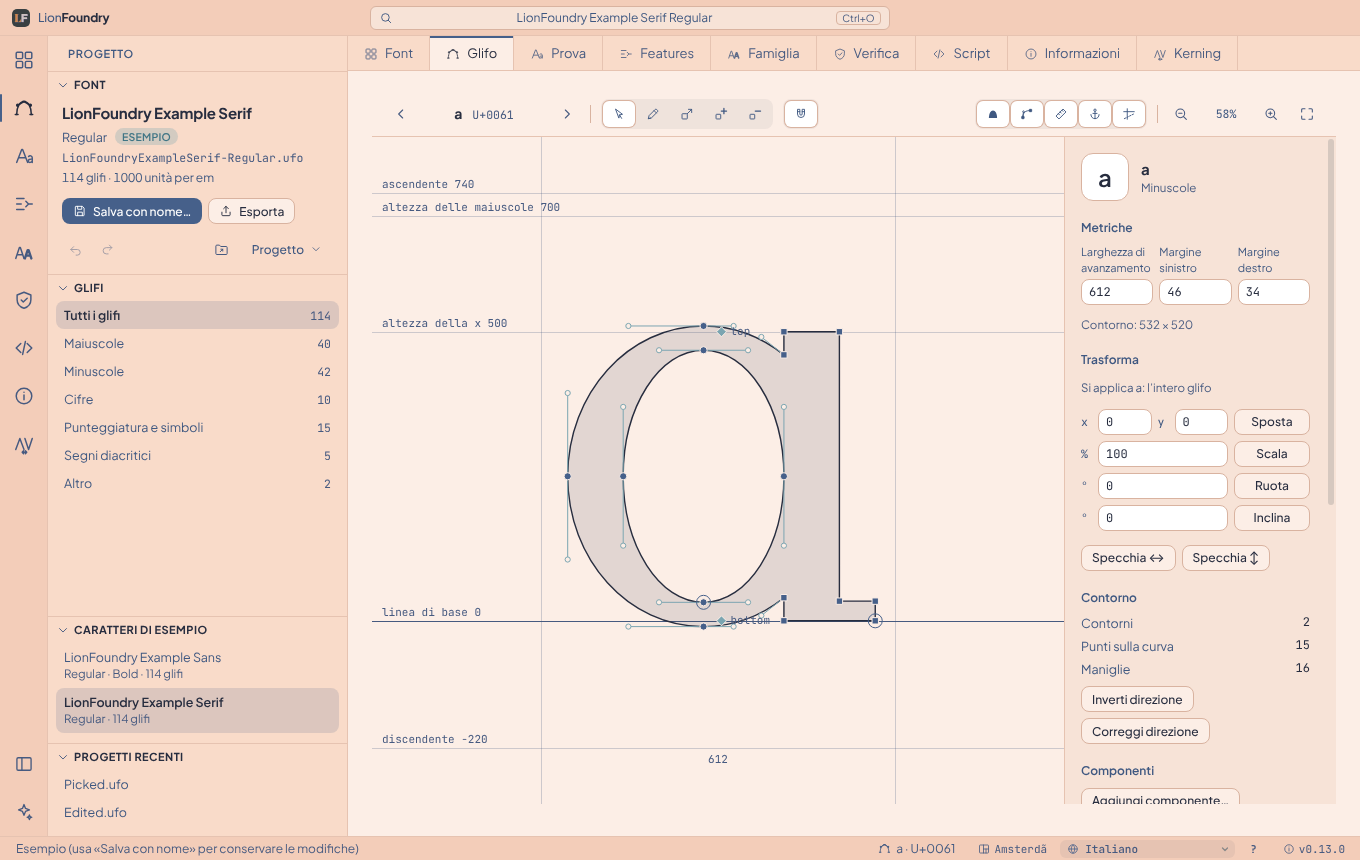 LF LionFoundry
LionFoundry Example Serif Regular
Ctrl+O
PROGETTO
Font
Glifo
Prova
Features
Famiglia
Verifica
Script
Informazioni
Kerning
FONT
LionFoundry Example Serif
Regular ESEMPIO
LionFoundryExampleSerif-Regular.ufo
114 glifi · 1000 unità per em
Salva con nome…
Esporta
Progetto
GLIFI
Tutti i glifi 114
Maiuscole 40
Minuscole 42
Cifre 10
Punteggiatura e simboli 15
Segni diacritici 5
Altro 2
CARATTERI DI ESEMPIO
LionFoundry Example Sans
Regular · Bold · 114 glifi
LionFoundry Example Serif
Regular · 114 glifi
PROGETTI RECENTI
Picked.ufo
Edited.ufo
a U+0061
58%
ascendente 740
altezza delle maiuscole 700
altezza della x 500
top
linea di base 0
bottom
discendente -220
612
a
a
Minuscole
Metriche
Larghezza di avanzamento
Margine sinistro
Margine destro
612
46
34
Contorno: 532 × 520
Trasforma
Si applica a: l'intero glifo
x 0 y 0 Sposta
% 100 Scala
° 0 Ruota
° 0 Inclina
Specchia ↔
Specchia ↕
Contorno
Contorni 2
Punti sulla curva 15
Maniglie 16
Inverti direzione
Correggi direzione
Componenti
Aggiungi componente…
Esempio (usa «Salva con nome» per conservare le modifiche)
a · U+0061
Amsterdã
Italiano
?
v0.13.0